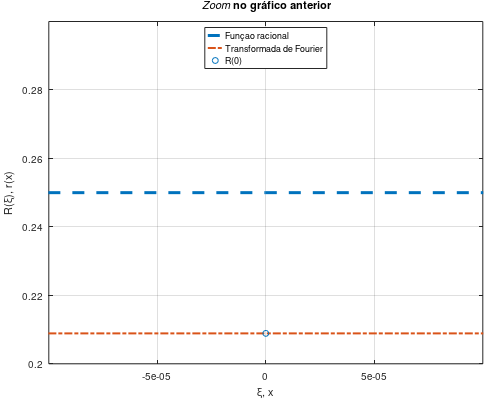 Zoom no gráfico anterior
Funçao racional
Transformada de Fourier
R(0)
0.28
0.26
0.24
0.22
0.2
R(ξ), r(x)
-5e-05
0
5e-05
ξ, x